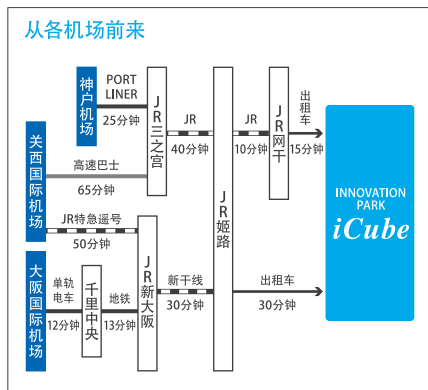 从各机场前来
神户机场
PORT
LINER
25分钟
JR三之宫
JR
40分钟
JR姬路
JR
10分钟
JR网干
出租车
15分钟
INNOVATION
PARK
iCube
关西国际机场
高速巴士
65分钟
JR特急遥号
50分钟
JR新大阪
新干线
30分钟
出租车
30分钟
大阪国际机场
单轨
电车
12分钟
千里中央
地铁
13分钟